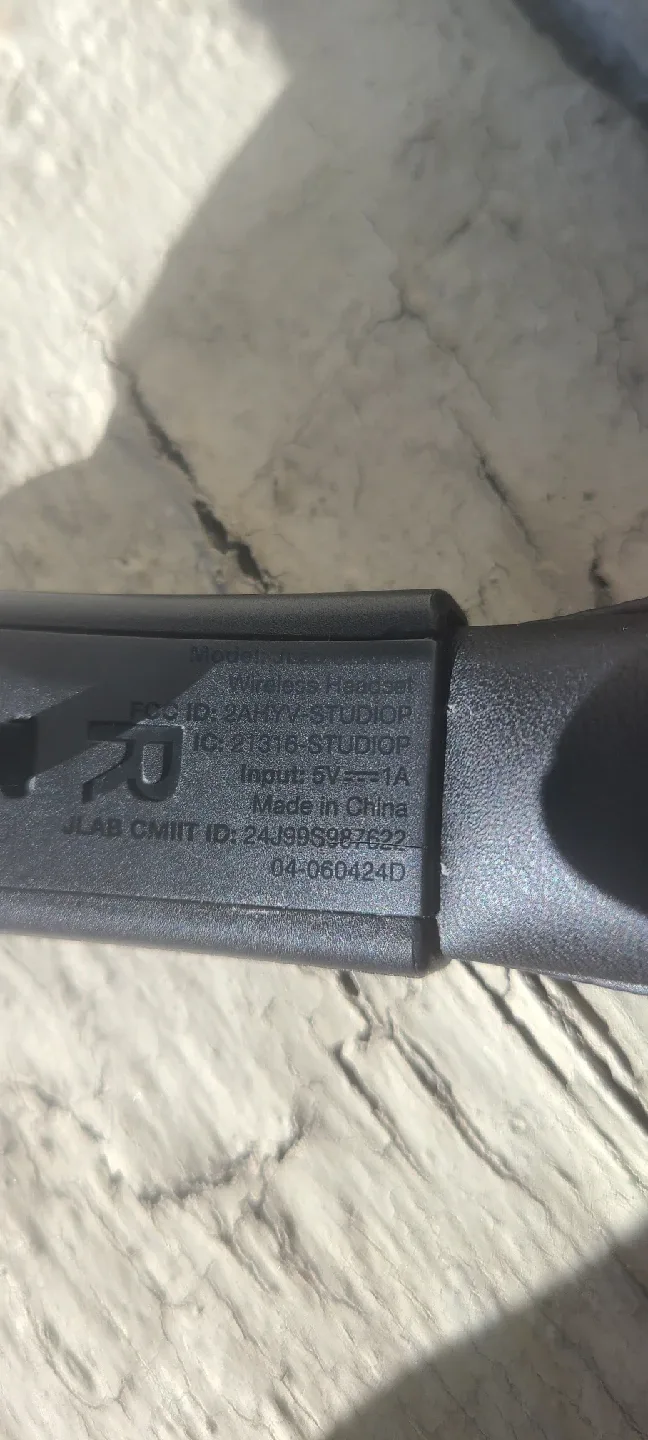 Model:
Wireless Headset
FCC ID: 2AHYV-STUDIOP
IC: 21316-STUDIOP
Input: 5V⎓1A
Made in China
JLAB CMIIT ID: 24J99S987622
04-060424D
R